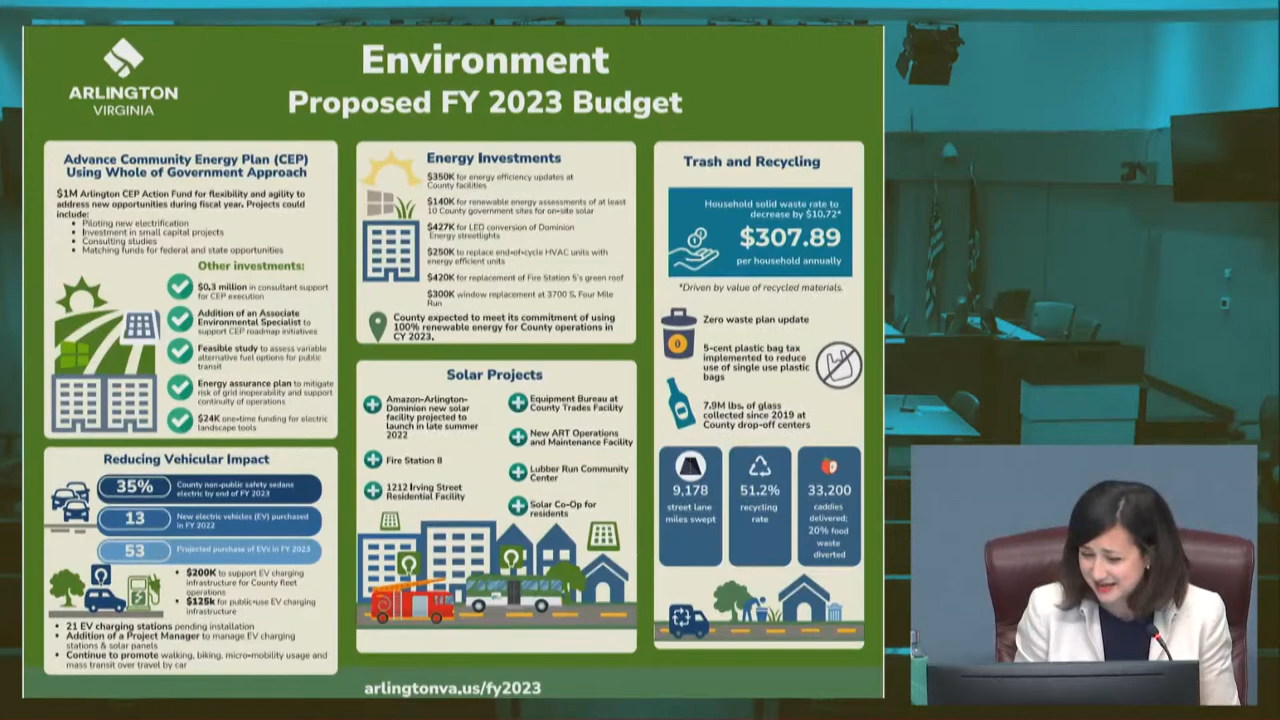 ARLINGTON
VIRGINIA
Environment
Proposed FY 2023 Budget
Advance Community Energy Plan (CEP)
Using Whole of Government Approach
$1M Arlington CEP Action Fund for flexibility and agility to
address new opportunities during fiscal year. Projects could
include:
• Piloting new electrification
• Investment in small capital projects
• Consulting studies
• Matching funds for federal and state opportunities
Other investments:
$0.3 million in consultant support
for CEP execution
Addition of an Associate
Environmental Specialist to
support CEP roadmap initiatives
Feasible study to assess variable
alternative fuel options for public
transit
Energy assurance plan to mitigate
risk of grid inoperability and support
continuity of operations
$24K one-time funding for electric
landscape tools
Reducing Vehicular Impact
35%
County non-public safety sedans
electric by end of FY 2023
13
New electric vehicles (EV) purchased
in FY 2022
53
Projected purchase of EVs in FY 2023
• $200K to support EV charging
infrastructure for County fleet
operations
• $125k for public-use EV charging
infrastructure
• 21 EV charging stations pending installation
• Addition of a Project Manager to manage EV charging
stations & solar panels
• Continue to promote walking, biking, micro-mobility usage and
mass transit over travel by car
Energy Investments
$350K for energy efficiency updates at
County facilities
$140K for renewable energy assessments of at least
10 County government sites for on-site solar
$427K for LED conversion of Dominion
Energy streetlights
$250K to replace end-of-cycle HVAC units with
energy efficient units
$420K for replacement of Fire Station 5's green roof
$300K window replacement at 3700 S. Four Mile
Run
County expected to meet its commitment of using
100% renewable energy for County operations in
CY 2023.
Solar Projects
Amazon-Arlington-
Dominion new solar
facility projected to
launch in late summer
2022
Fire Station 8
1212 Irving Street
Residential Facility
Equipment Bureau at
County Trades Facility
New ART Operations
and Maintenance Facility
Lubber Run Community
Center
Solar Co-Op for
residents
Trash and Recycling
Household solid waste rate to
decrease by $10.72*
$307.89
per household annually
*Driven by value of recycled materials.
0
Zero waste plan update
5-cent plastic bag tax
implemented to reduce
use of single use plastic
bags
7.9M lbs. of glass
collected since 2019 at
County drop-off centers
9,178
street lane
miles swept
51.2%
recycling
rate
33,200
caddies
delivered;
20% food
waste
diverted
arlingtonva.us/fy2023